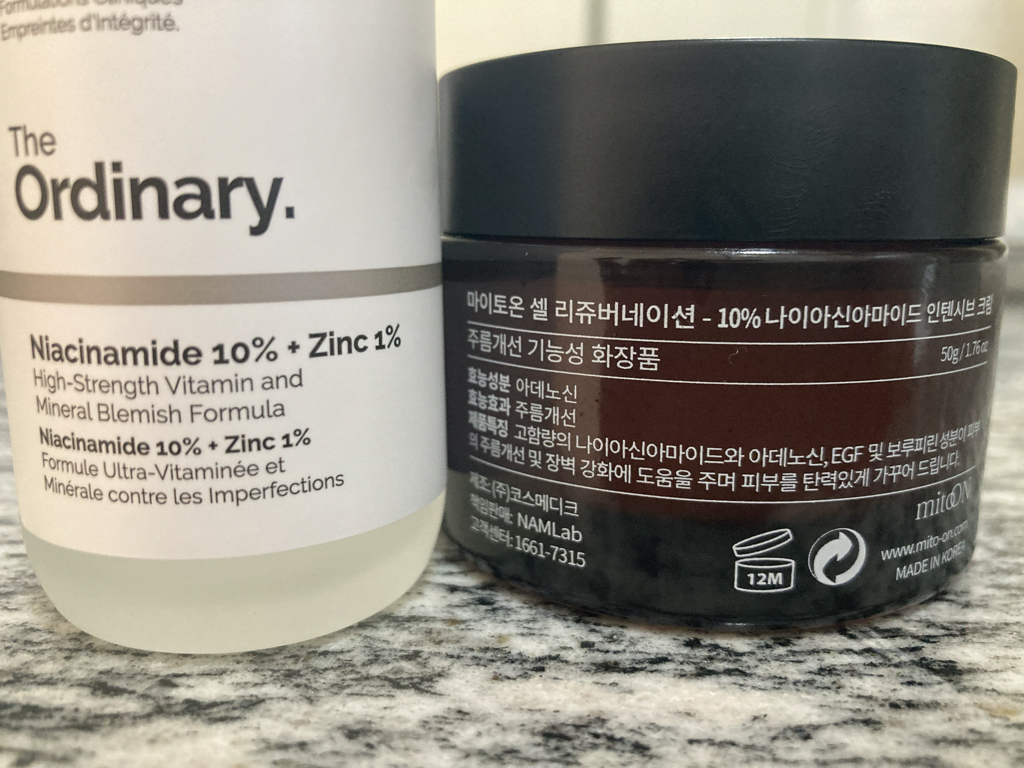 Formulations Cliniques
Empreintes d'Intégrité.
The
Ordinary.
Niacinamide 10% + Zinc 1%
High-Strength Vitamin and
Mineral Blemish Formula
Niacinamide 10% + Zinc 1%
Formule Ultra-Vitaminée et
Minérale contre les Imperfections
마이토온 셀 리쥬버네이션 - 10% 나이아신아마이드 인텐시브 크림
주름개선 기능성 화장품
50g / 1.76 oz
효능성분 아데노신
효능효과 주름개선
제품특징 고함량의 나이아신아마이드와 아데노신, EGF 및 보루피린 성분이 피부
의 주름개선 및 장벽 강화에 도움을 주며 피부를 탄력있게 가꾸어 드립니다.
제조: (주)코스메디크
책임판매: NAMLab
고객센터: 1661-7315
12M
mitoON
www.mito-on.com
MADE IN KOREA